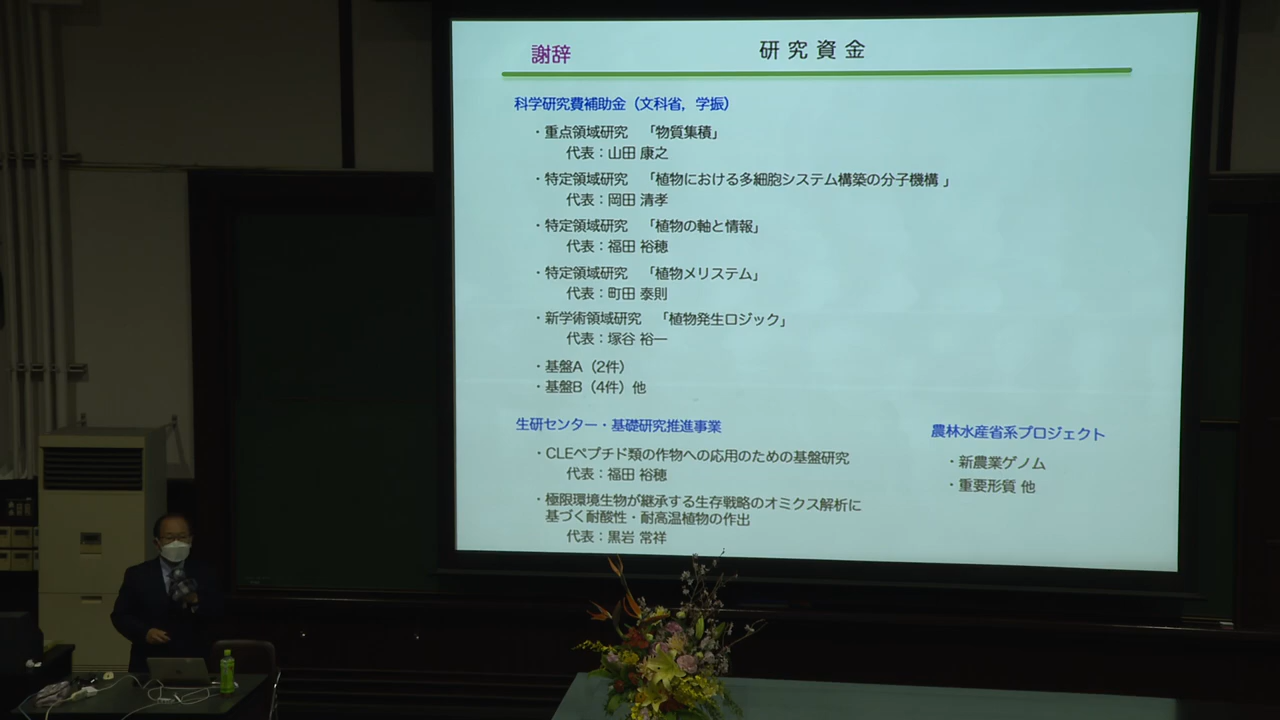 謝辞
研究資金
科学研究費補助金（文科省，学振）
・重点領域研究　「物質集積」
代表：山田 康之
・特定領域研究　「植物における多細胞システム構築の分子機構 」
代表：岡田 清孝
・特定領域研究　「植物の軸と情報」
代表：福田 裕穂
・特定領域研究　「植物メリステム」
代表：町田 泰則
・新学術領域研究　「植物発生ロジック」
代表：塚谷 裕一
・基盤A（2件）
・基盤B（4件）他
生研センター・基礎研究推進事業
・CLEペプチド類の作物への応用のための基盤研究
代表：福田 裕穂
・極限環境生物が継承する生存戦略のオミクス解析に
基づく耐酸性・耐高温植物の作出
代表：黒岩 常祥
農林水産省系プロジェクト
・新農業ゲノム
・重要形質 他